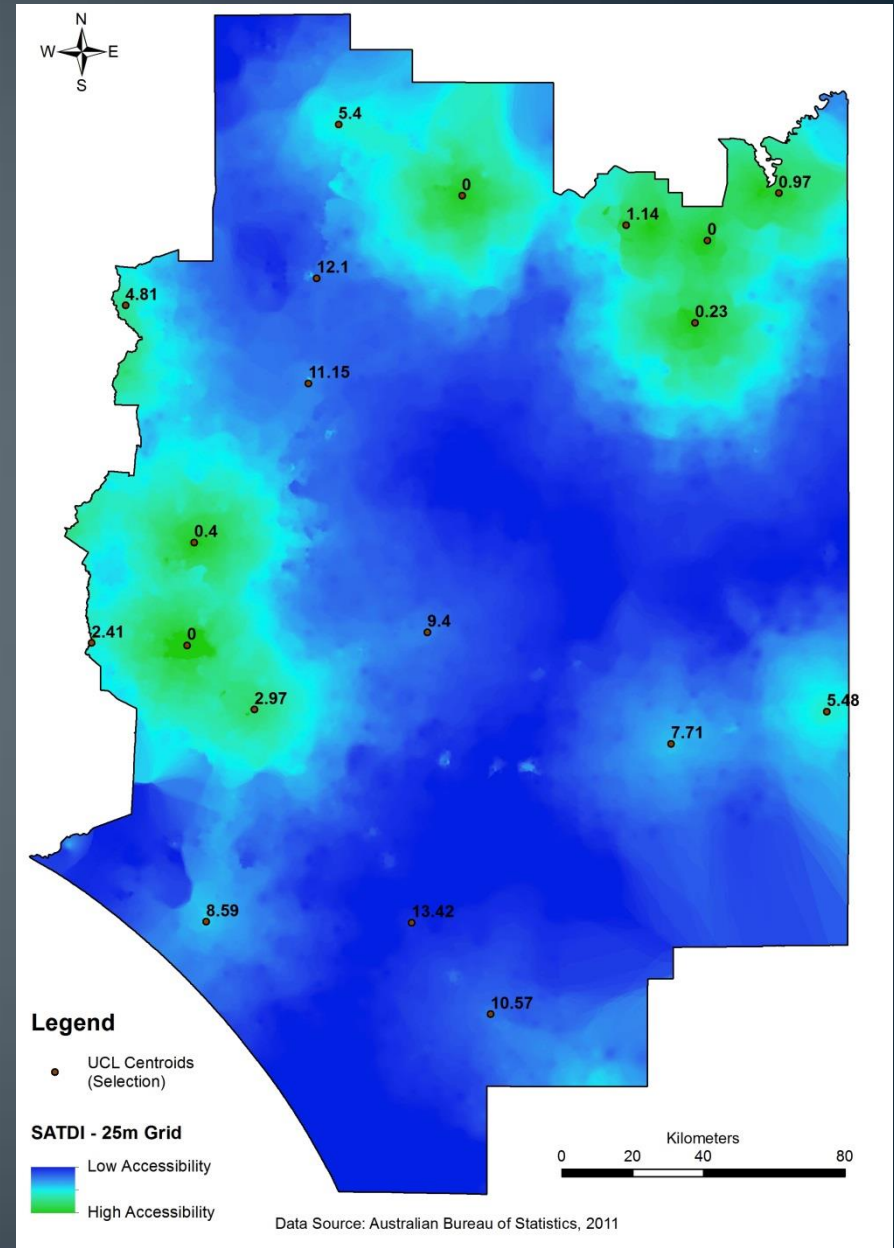 N
W E
S
5.4
0
0.97
1.14
0
12.1
4.81
0.23
11.15
0.4
9.4
2.41
0
2.97
5.48
7.71
8.59
13.42
10.57
Legend
UCL Centroids
(Selection)
SATDI - 25m Grid
Low Accessibility
High Accessibility
Kilometers
0 20 40 80
Data Source: Australian Bureau of Statistics, 2011